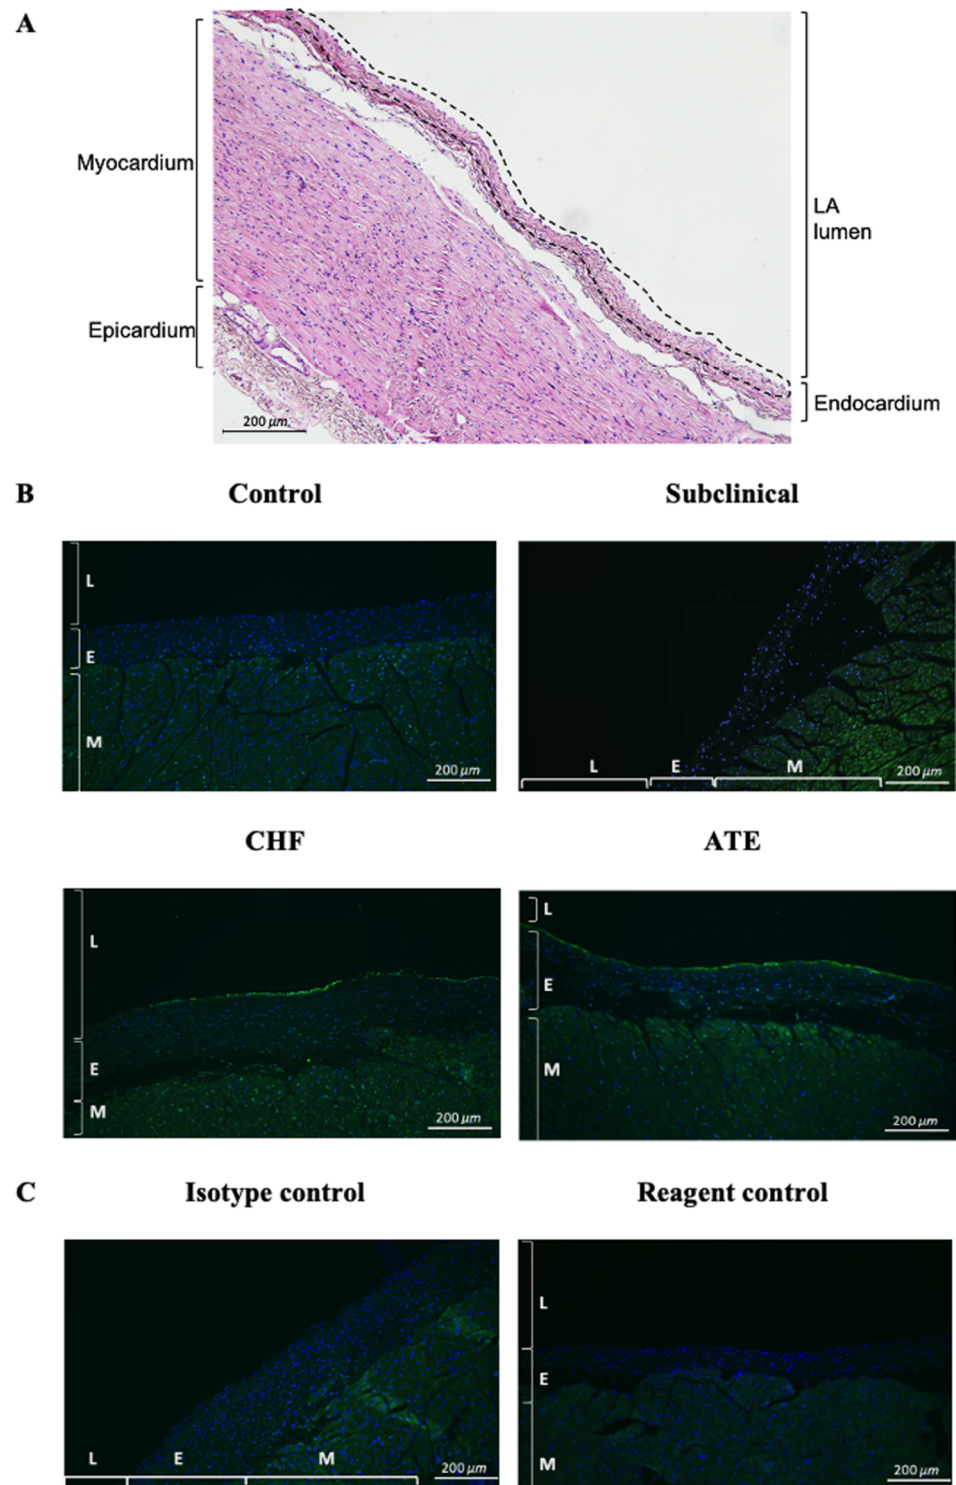 A
Myocardium
LA
lumen
Epicardium
Endocardium
200 µm
B
Control
Subclinical
L
E
M
200 µm
L
E
M
200 µm
CHF
ATE
L
E
M
200 µm
L
E
M
200 µm
C
Isotype control
Reagent control
L
E
M
200 µm
L
E
M
200 µm